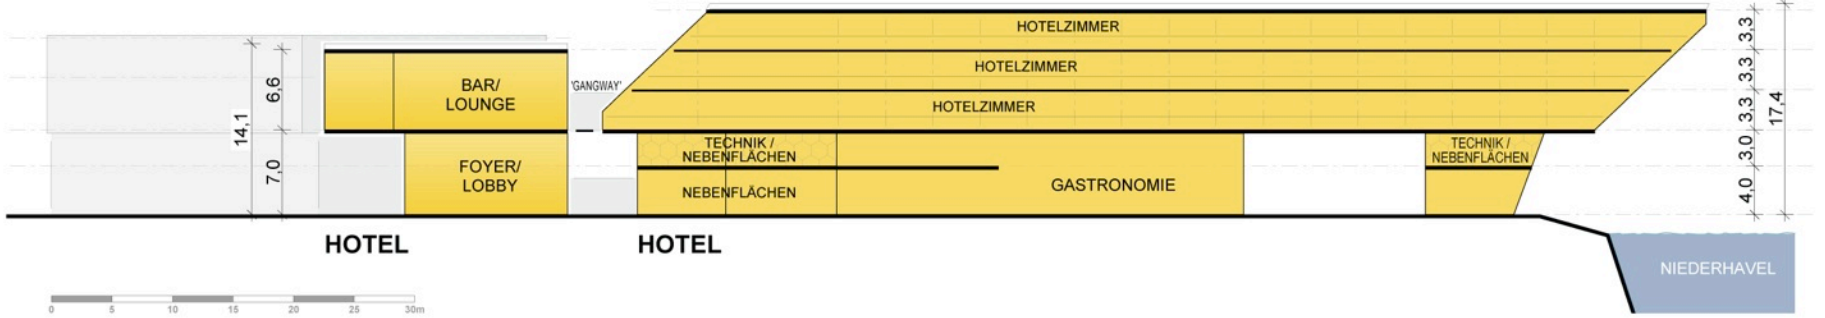 HOTELZIMMER
HOTELZIMMER
HOTELZIMMER
BAR/
LOUNGE
'GANGWAY'
FOYER/
LOBBY
TECHNIK /
NEBENFLÄCHEN
NEBENFLÄCHEN
GASTRONOMIE
TECHNIK /
NEBENFLÄCHEN
14,1
6,6
7,0
3,3
3,3
3,3
3,0
4,0
17,4
HOTEL
HOTEL
NIEDERHAVEL
0 5 10 15 20 25 30m